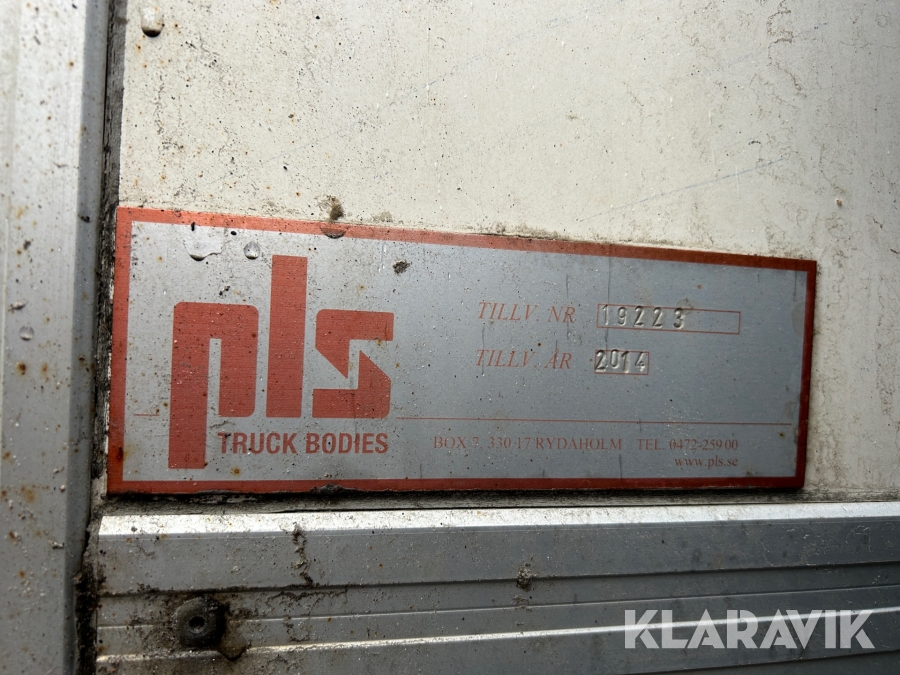 pls
TRUCK BODIES
TILLV. NR 19223
TILLV. ÅR 2014
BOX 7, 330 17 RYDAHOLM TEL. 0472-259 00
www.pls.se
KLARAVIK